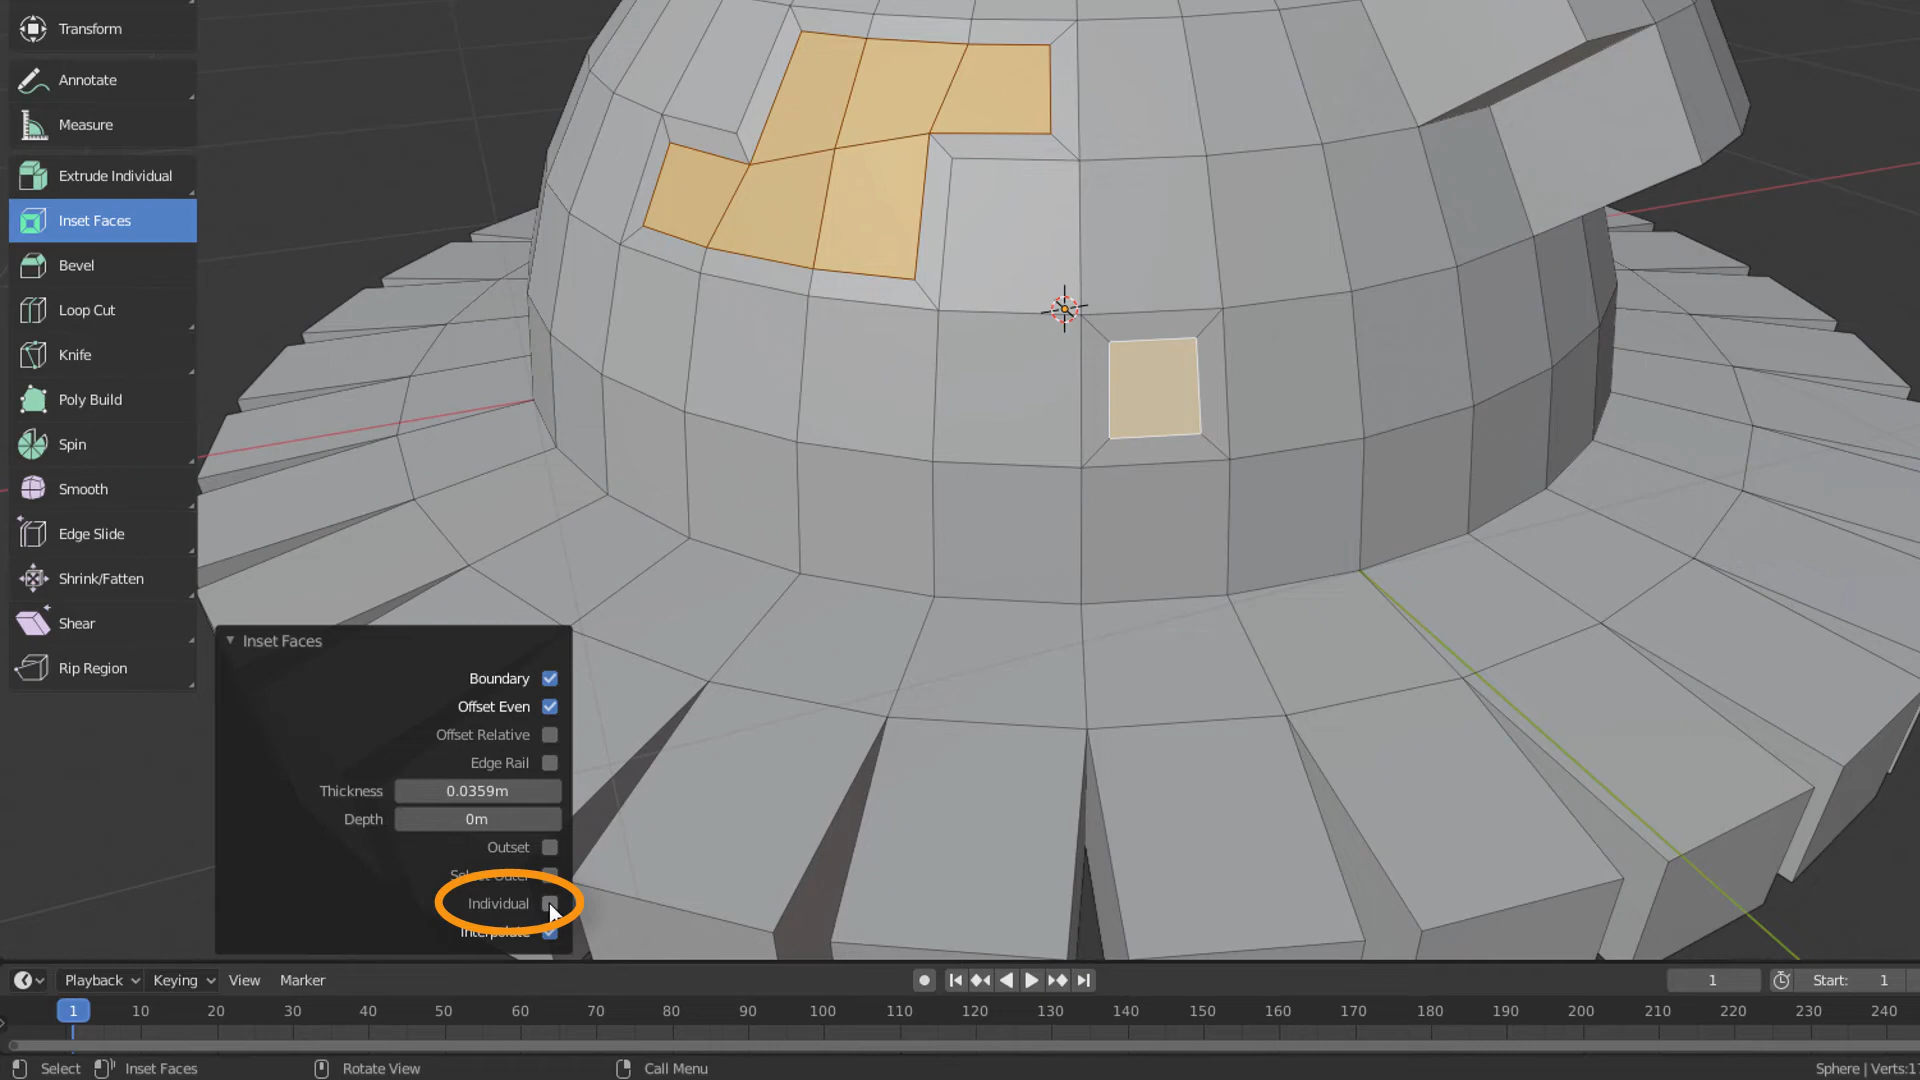 Transform
Annotate
Measure
Extrude Individual
Inset Faces
Bevel
Loop Cut
Knife
Poly Build
Spin
Smooth
Edge Slide
Shrink/Fatten
Shear
Rip Region
Inset Faces
Boundary
Offset Even
Offset Relative
Edge Rail
Thickness 0.0359m
Depth 0m
Outset
Select Outer
Individual
Interpolate
Playback Keying View Marker 1 Start: 1
1 10 20 30 40 50 60 70 80 90 100 110 120 130 140 150 160 170 180 190 200 210 220 230 240
Select Inset Faces Rotate View Call Menu Sphere | Verts:1